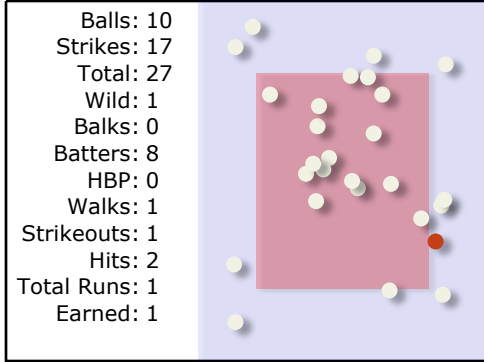 Balls: 10
Strikes: 17
Total: 27
Wild: 1
Balks: 0
Batters: 8
HBP: 0
Walks: 1
Strikeouts: 1
Hits: 2
Total Runs: 1
Earned: 1